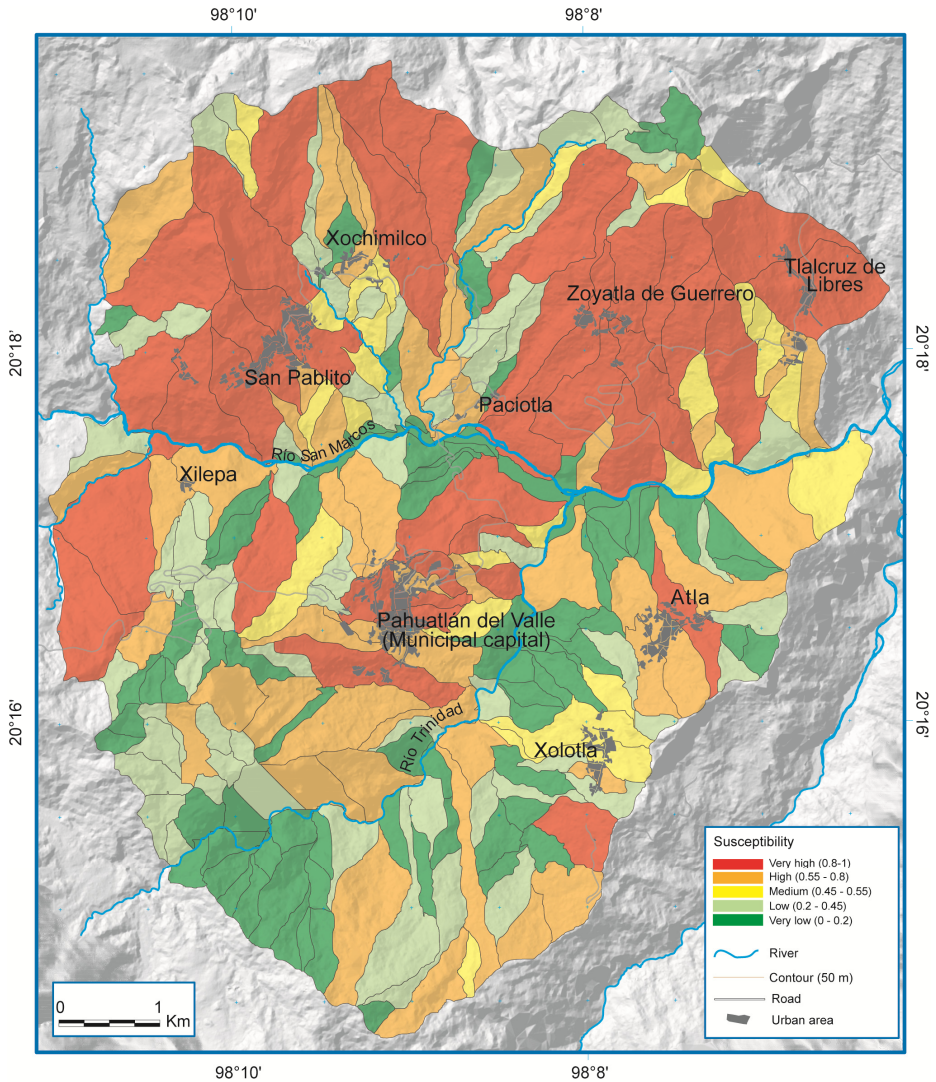 98°10'
98°8'
Xochimilco
Tlalcruz de
Libres
Zoyatla de Guerrero
20°18'
20°18'
San Pablito
Paciotla
Río San Marcos
Xilepa
Atla
Pahuatlán del Valle
(Municipal capital)
20°16'
20°16'
Río Trinidad
Xolotla
Susceptibility
Very high (0.8-1)
High (0.55 - 0.8)
Medium (0.45 - 0.55)
Low (0.2 - 0.45)
Very low (0 - 0.2)
River
Contour (50 m)
Road
Urban area
0 1
Km
98°10'
98°8'